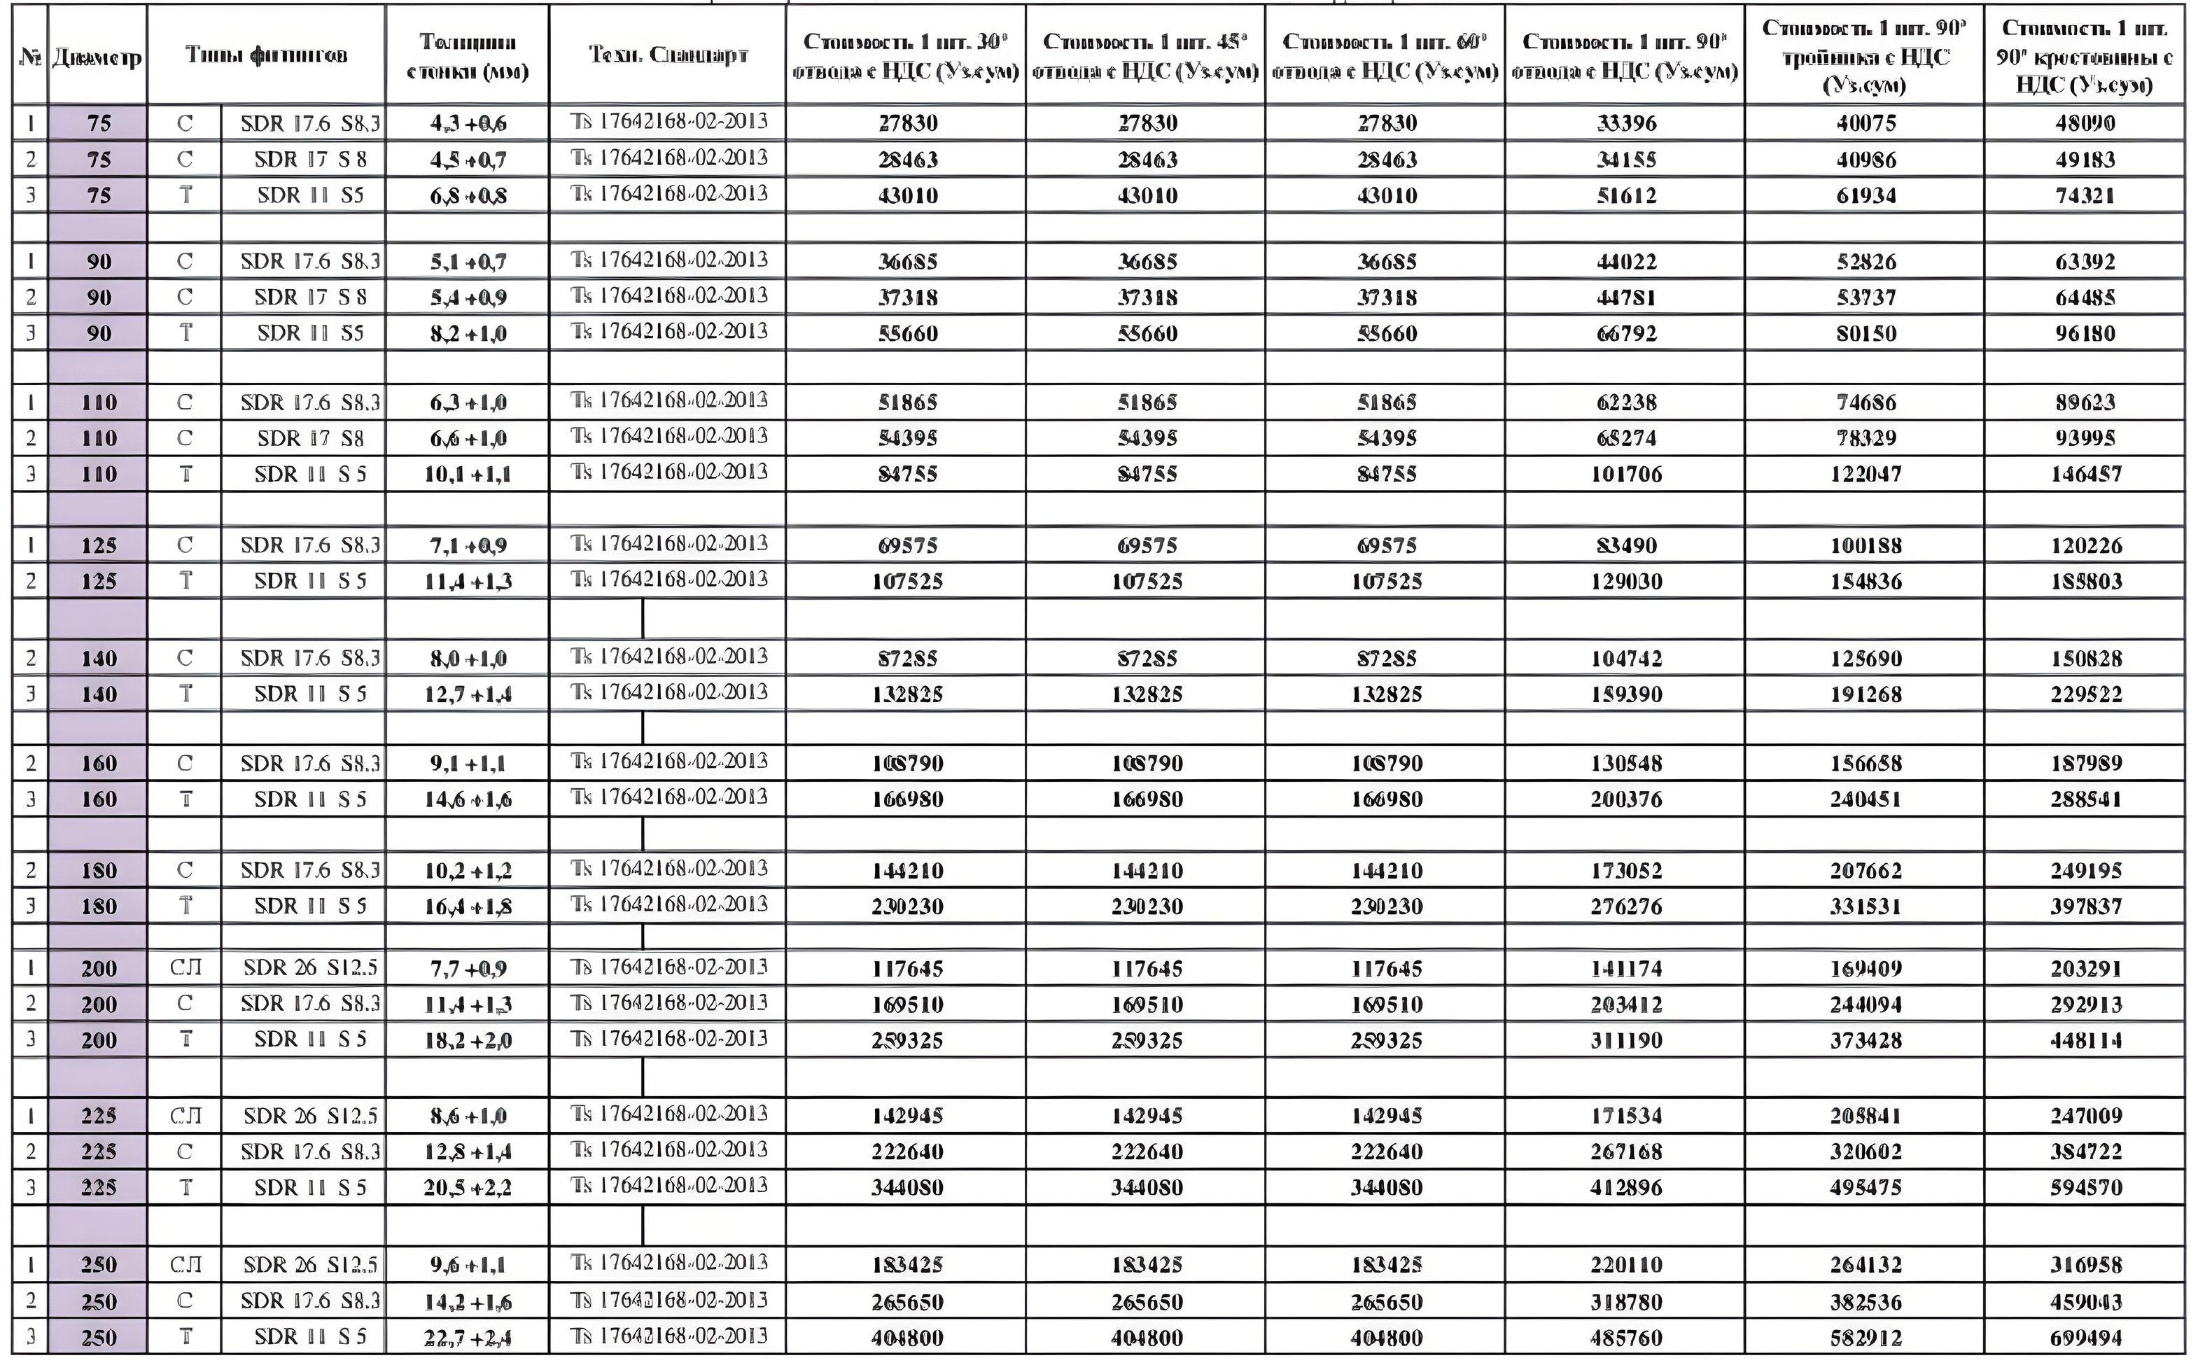 № Диаметр Типы фитингов Толщина стенки (мм) Техн. Стандарт Стоимость 1 шт. 30° отвода с НДС (Уз.сум) Стоимость 1 шт. 45° отвода с НДС (Уз.сум) Стоимость 1 шт. 60° отвода с НДС (Уз.сум) Стоимость 1 шт. 90° отвода с НДС (Уз.сум) Стоимость 1 шт. 90° тройника с НДС (Уз.сум) Стоимость 1 шт. 90° крестовины с НДС (Уз.сум)
1 75 С SDR 17.6 S8.3 4,3 +0,6 Ts 17642168-02-2013 27830 27830 27830 33396 40075 48090
2 75 С SDR 17 S 8 4,5 +0,7 Ts 17642168-02-2013 28463 28463 28463 34155 40986 49183
3 75 Т SDR 11 S5 6,8 +0,8 Ts 17642168-02-2013 43010 43010 43010 51612 61934 74321
1 90 С SDR 17.6 S8.3 5,1 +0,7 Ts 17642168-02-2013 36685 36685 36685 44022 52826 63392
2 90 С SDR 17 S 8 5,4 +0,9 Ts 17642168-02-2013 37318 37318 37318 44781 53737 64485
3 90 Т SDR 11 S5 8,2 +1,0 Ts 17642168-02-2013 55660 55660 55660 66792 80150 96180
1 110 С SDR 17.6 S8.3 6,3 +1,0 Ts 17642168-02-2013 51865 51865 51865 62238 74686 89623
2 110 С SDR 17 S8 6,6 +1,0 Ts 17642168-02-2013 54395 54395 54395 65274 78329 93995
3 110 Т SDR 11 S 5 10,1 +1,1 Ts 17642168-02-2013 84755 84755 84755 101706 122047 146457
1 125 С SDR 17.6 S8.3 7,1 +0,9 Ts 17642168-02-2013 69575 69575 69575 83490 100188 120226
2 125 Т SDR 11 S 5 11,4 +1,3 Ts 17642168-02-2013 107525 107525 107525 129030 154836 185803
2 140 С SDR 17.6 S8.3 8,0 +1,0 Ts 17642168-02-2013 87285 87285 87285 104742 125690 150828
3 140 Т SDR 11 S 5 12,7 +1,4 Ts 17642168-02-2013 132825 132825 132825 159390 191268 229522
2 160 С SDR 17.6 S8.3 9,1 +1,1 Ts 17642168-02-2013 108790 108790 108790 130548 156658 187989
3 160 Т SDR 11 S 5 14,6 +1,6 Ts 17642168-02-2013 166980 166980 166980 200376 240451 288541
2 180 С SDR 17.6 S8.3 10,2 +1,2 Ts 17642168-02-2013 144210 144210 144210 173052 207662 249195
3 180 Т SDR 11 S 5 16,4 +1,8 Ts 17642168-02-2013 230230 230230 230230 276276 331531 397837
1 200 СЛ SDR 26 S12.5 7,7 +0,9 Ts 17642168-02-2013 117645 117645 117645 141174 169409 203291
2 200 С SDR 17.6 S8.3 11,4 +1,3 Ts 17642168-02-2013 169510 169510 169510 203412 244094 292913
3 200 Т SDR 11 S 5 18,2 +2,0 Ts 17642168-02-2013 259325 259325 259325 311190 373428 448114
1 225 СЛ SDR 26 S12.5 8,6 +1,0 Ts 17642168-02-2013 142945 142945 142945 171534 205841 247009
2 225 С SDR 17.6 S8.3 12,8 +1,4 Ts 17642168-02-2013 222640 222640 222640 267168 320602 384722
3 225 Т SDR 11 S 5 20,5 +2,2 Ts 17642168-02-2013 344080 344080 344080 412896 495475 594570
1 250 СЛ SDR 26 S12.5 9,6 +1,1 Ts 17642168-02-2013 183425 183425 183425 220110 264132 316958
2 250 С SDR 17.6 S8.3 14,2 +1,6 Ts 17642168-02-2013 265650 265650 265650 318780 382536 459043
3 250 Т SDR 11 S 5 22,7 +2,4 Ts 17642168-02-2013 404800 404800 404800 485760 582912 699494